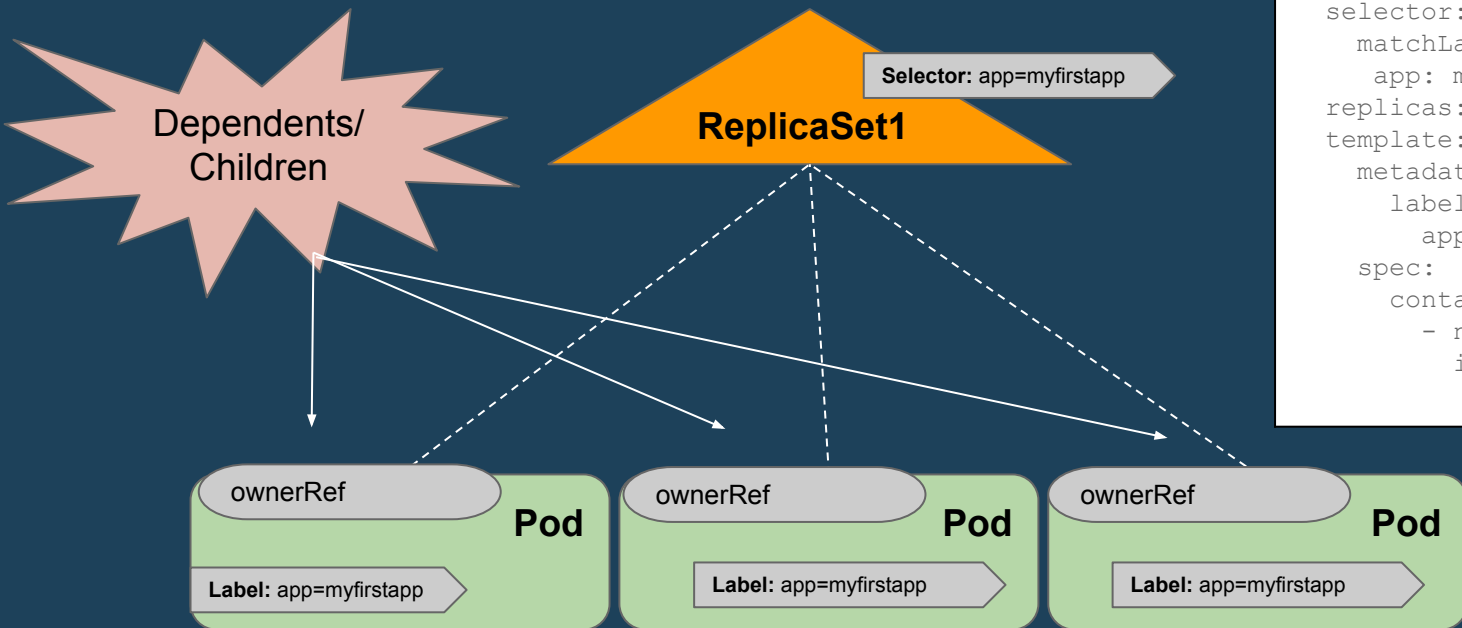 Dependents/
Children
ReplicaSet1
Selector: app=myfirstapp
selector:
matchLa
app: m
replicas:
template:
metadat
label
app
spec:
conta
- n
i
ownerRef
Pod
Label: app=myfirstapp
ownerRef
Pod
Label: app=myfirstapp
ownerRef
Pod
Label: app=myfirstapp